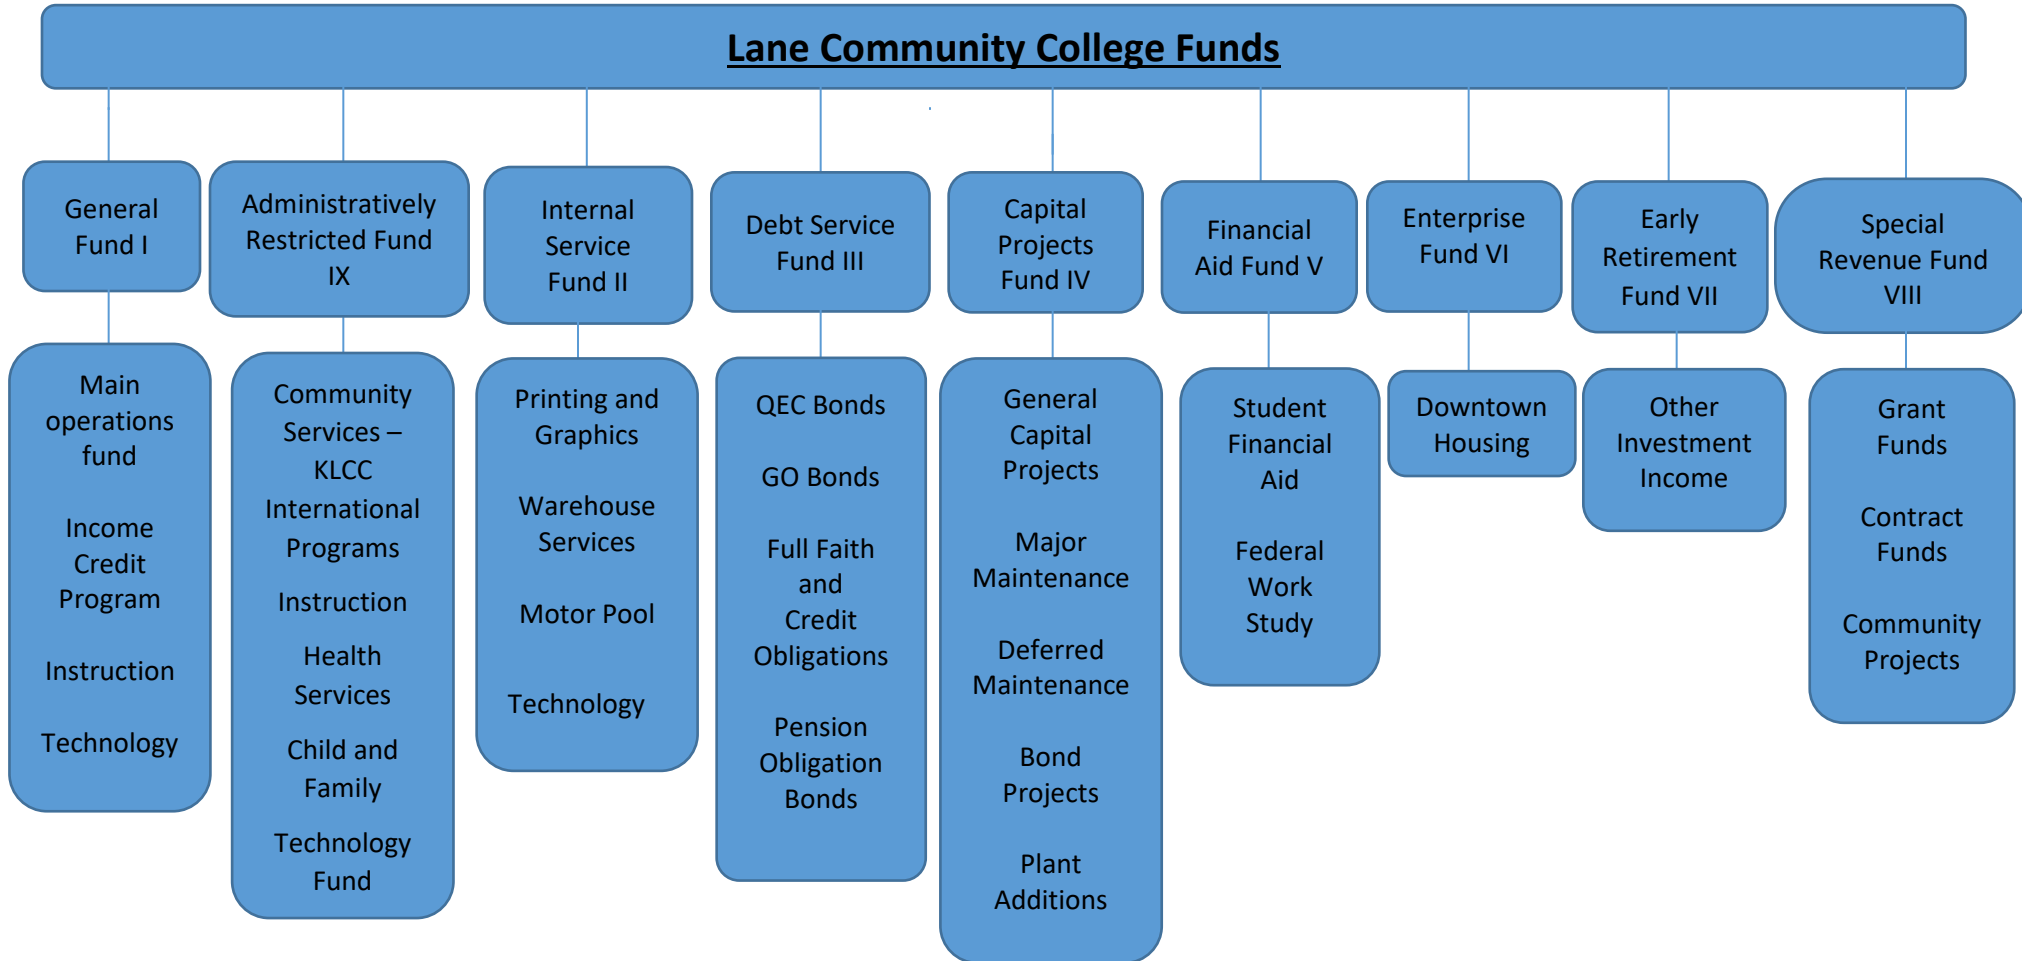 Lane Community College Funds
General
Fund I
Administratively
Restricted Fund
IX
Internal
Service
Fund II
Debt Service
Fund III
Capital
Projects
Fund IV
Financial
Aid Fund V
Enterprise
Fund VI
Early
Retirement
Fund VII
Special
Revenue Fund
VIII
Main
operations
fund
Income
Credit
Program
Instruction
Technology
Community
Services –
KLCC
International
Programs
Instruction
Health
Services
Child and
Family
Technology
Fund
Printing and
Graphics
Warehouse
Services
Motor Pool
Technology
QEC Bonds
GO Bonds
Full Faith
and
Credit
Obligations
Pension
Obligation
Bonds
General
Capital
Projects
Major
Maintenance
Deferred
Maintenance
Bond
Projects
Plant
Additions
Student
Financial
Aid
Federal
Work
Study
Downtown
Housing
Other
Investment
Income
Grant
Funds
Contract
Funds
Community
Projects